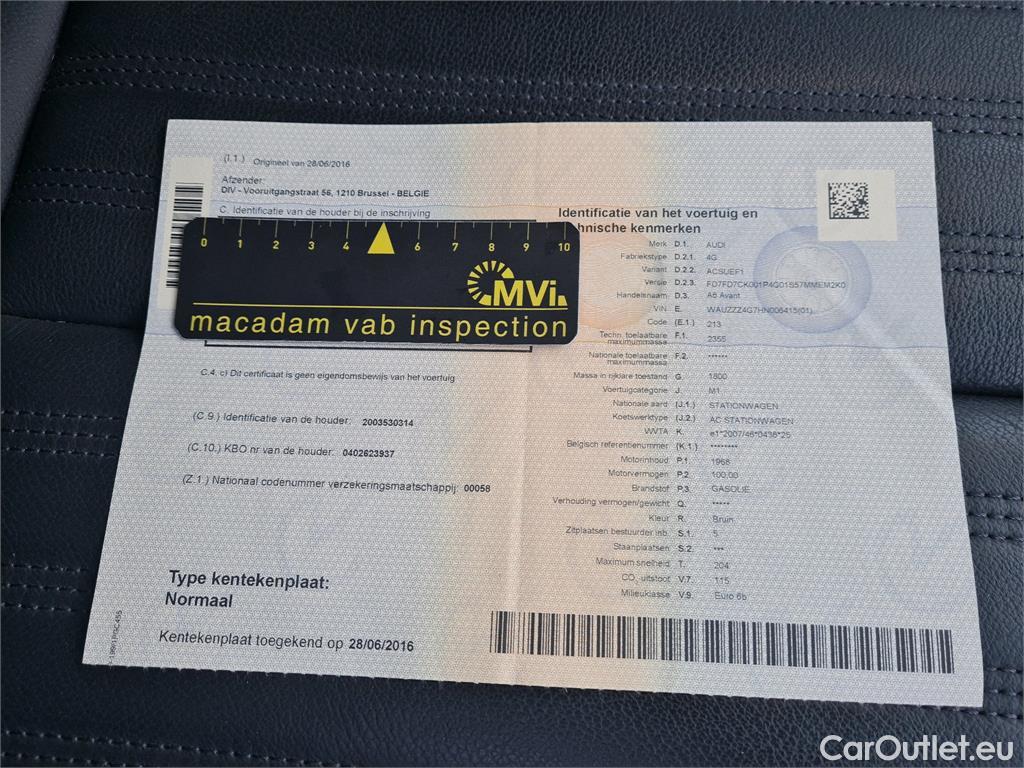 (I.1.) Origineel van 28/06/2016
Afzender:
DIV - Vooruitgangstraat 56, 1210 Brussel - BELGIE
C. Identificatie van de houder bij de inschrijving
0 1 2 3 4 6 7 8 9 10
MVi.
macadam vab inspection
C.4. c) Dit certificaat is geen eigendomsbewijs van het voertuig
(C.9.) Identificatie van de houder: 2003530314
(C.10.) KBO nr van de houder: 0402623937
(Z.1.) Nationaal codenummer verzekeringsmaatschappij: 00058
Type kentekenplaat:
Normaal
Kentekenplaat toegekend op 28/06/2016
Identificatie van het voertuig en
technische kenmerken
Merk D.1. AUDI
Fabriekstype D.2.1. 4G
Variant D.2.2. ACSUEF1
Versie D.2.3. FD7FD7CK001P4G01S57MMEM2K0
Handelsnaam D.3. A6 Avant
VIN E. WAUZZZ4G7HN006415(01)
Code (E.1.) 213
Techn. toelaatbare maximummassa F.1. 2355
Nationale toelaatbare maximummassa F.2. ******
Massa in rijklare toestand G. 1800
Voertuigcategorie J. M1
Nationale aard (J.1.) STATIONWAGEN
Koetswerktype (J.2.) AC STATIONWAGEN
WVTA K. e1*2007/46*0436*25
Belgisch referentienummer (K.1.) ********
Motorinhoud P.1. 1968
Motorvermogen P.2. 100,00
Brandstof P.3. GASOLIE
Verhouding vermogen/gewicht Q. *****
Kleur R. Bruin
Zitplaatsen bestuurder inb. S.1. 5
Staanplaatsen S.2. ***
Maximum snelheid T. 204
CO₂ uitstoot V.7. 115
Milieuklasse V.9. Euro 6b
CarOutlet.eu